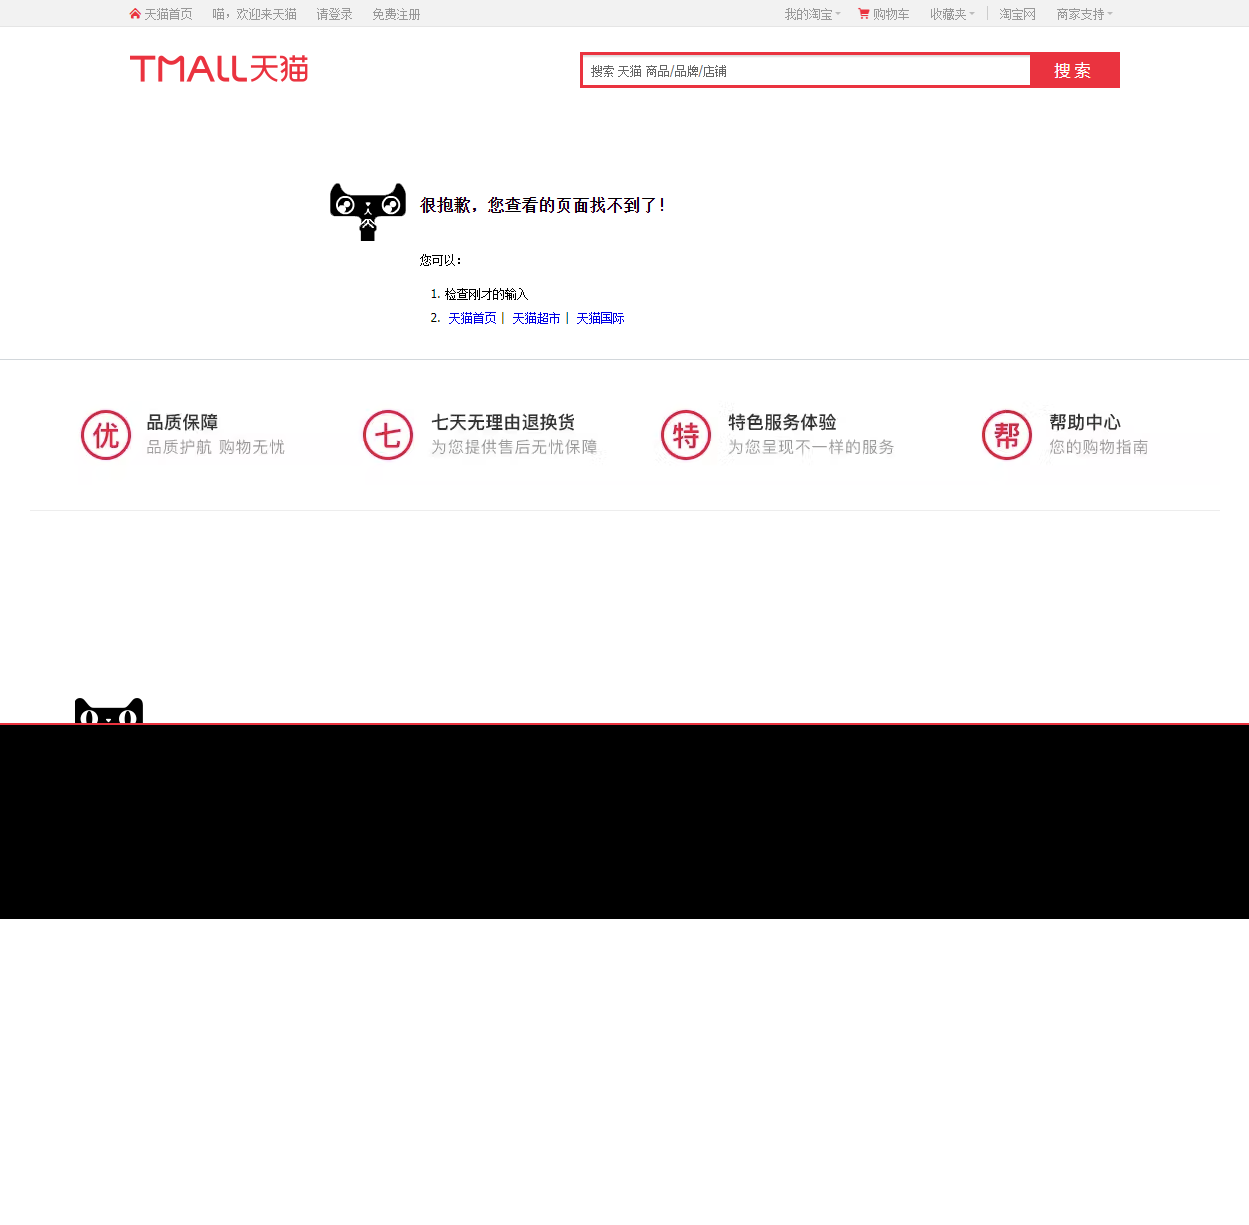 天猫首页 喵，欢迎来天猫 请登录 免费注册 我的淘宝 购物车 收藏夹 淘宝网 商家支持
TMALL天猫
搜索 天猫 商品/品牌/店铺 搜索
很抱歉，您查看的页面找不到了！
您可以：
1. 检查刚才的输入
2. 天猫首页 | 天猫超市 | 天猫国际
优 品质保障
品质护航 购物无忧
七 七天无理由退换货
为您提供售后无忧保障
特 特色服务体验
为您呈现不一样的服务
帮 帮助中心
您的购物指南